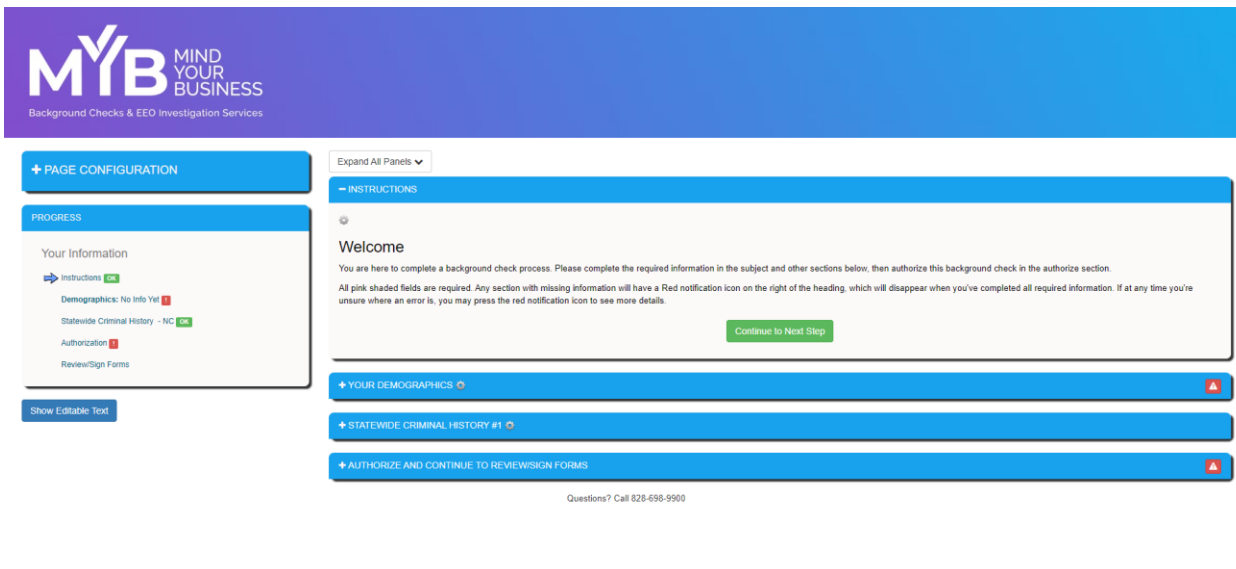 MYB MIND
YOUR
BUSINESS
Background Checks & EEO Investigation Services
PAGE CONFIGURATION
PROGRESS
Your Information
Instructions OK
Demographics: No Info Yet !
Statewide Criminal History - NC OK
Authorization !
Review/Sign Forms
Show Editable Text
Expand All Panels
INSTRUCTIONS
Welcome
You are here to complete a background check process. Please complete the required information in the subject and other sections below, then authorize this background check in the authorize section.
All pink shaded fields are required. Any section with missing information will have a Red notification icon on the right of the heading, which will disappear when you've completed all required information. If at any time you're
unsure where an error is, you may press the red notification icon to see more details.
Continue to Next Step
YOUR DEMOGRAPHICS
STATEWIDE CRIMINAL HISTORY #1
AUTHORIZE AND CONTINUE TO REVIEW/SIGN FORMS
Questions? Call 828-698-9900